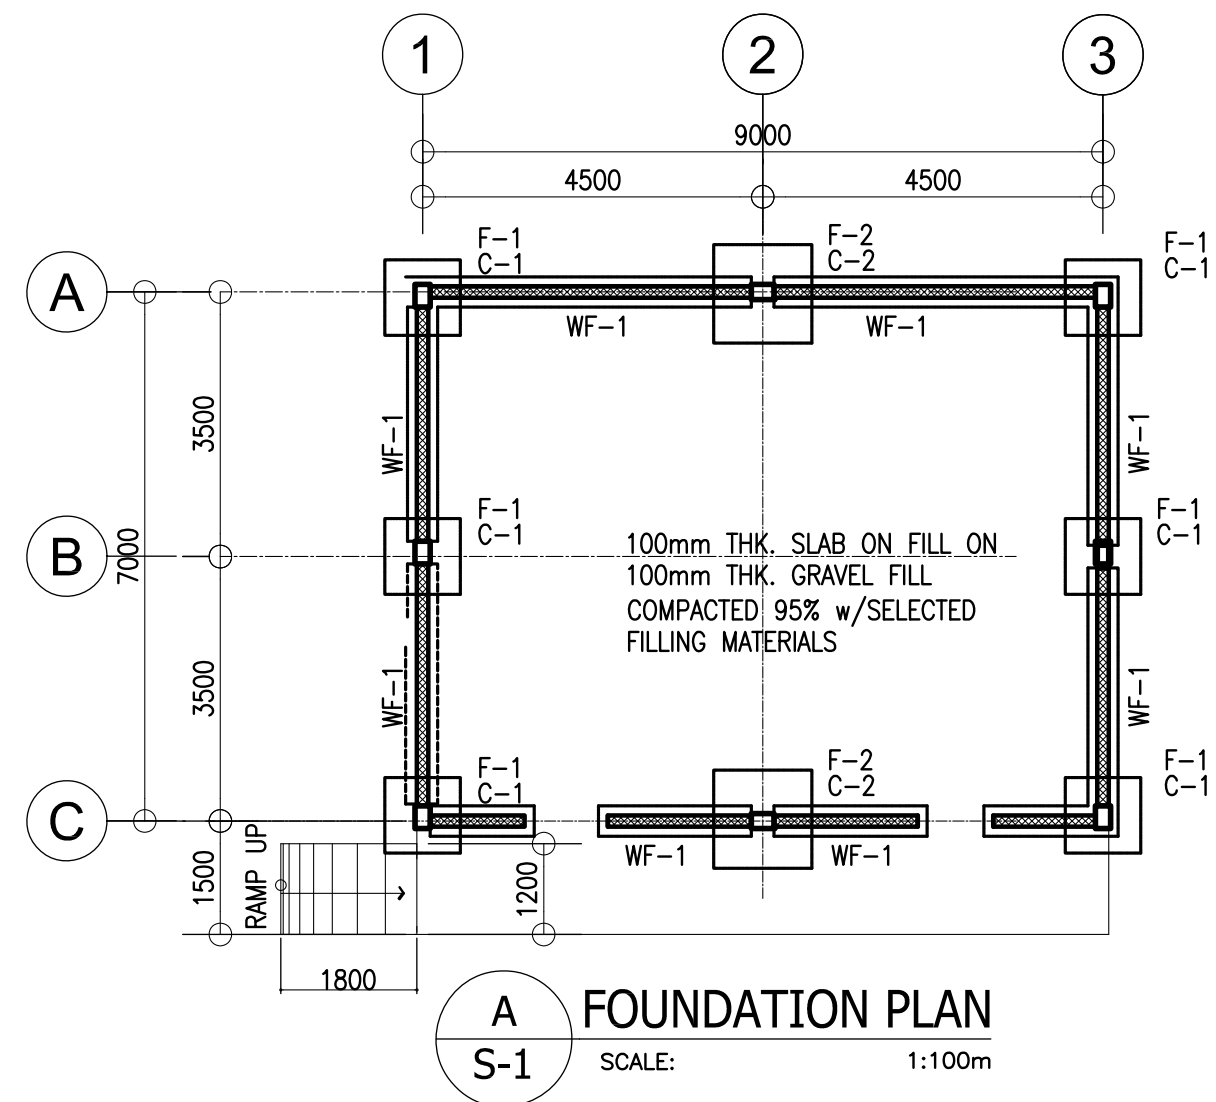 1
2
3
9000
4500
4500
F-1
C-1
F-2
C-2
F-1
C-1
A
WF-1
WF-1
3500
WF-1
WF-1
F-1
C-1
F-1
C-1
B
7000
100mm THK. SLAB ON FILL ON
100mm THK. GRAVEL FILL
COMPACTED 95% w/SELECTED
FILLING MATERIALS
3500
WF-1
WF-1
F-1
C-1
F-2
C-2
F-1
C-1
C
WF-1
WF-1
1500
RAMP UP
1200
1800
A
S-1
FOUNDATION PLAN
SCALE:
1:100m